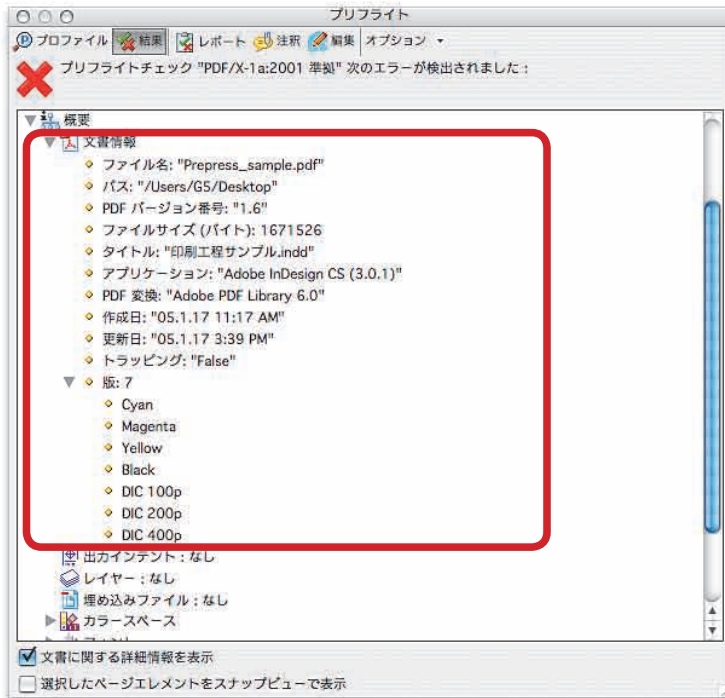 プリフライト
プロファイル 結果 レポート 注釈 編集 オプション
プリフライトチェック "PDF/X-1a:2001 準拠" 次のエラーが検出されました：
概要
文書情報
ファイル名: "Prepress_sample.pdf"
パス: "/Users/G5/Desktop"
PDF バージョン番号: "1.6"
ファイルサイズ (バイト): 1671526
タイトル: "印刷工程サンプル.indd"
アプリケーション: "Adobe InDesign CS (3.0.1)"
PDF 変換: "Adobe PDF Library 6.0"
作成日: "05.1.17 11:17 AM"
更新日: "05.1.17 3:39 PM"
トラッピング: "False"
版: 7
Cyan
Magenta
Yellow
Black
DIC 100p
DIC 200p
DIC 400p
出力インテント：なし
レイヤー：なし
埋め込みファイル：なし
カラースペース
文書に関する詳細情報を表示
選択したページエレメントをスナップビューで表示